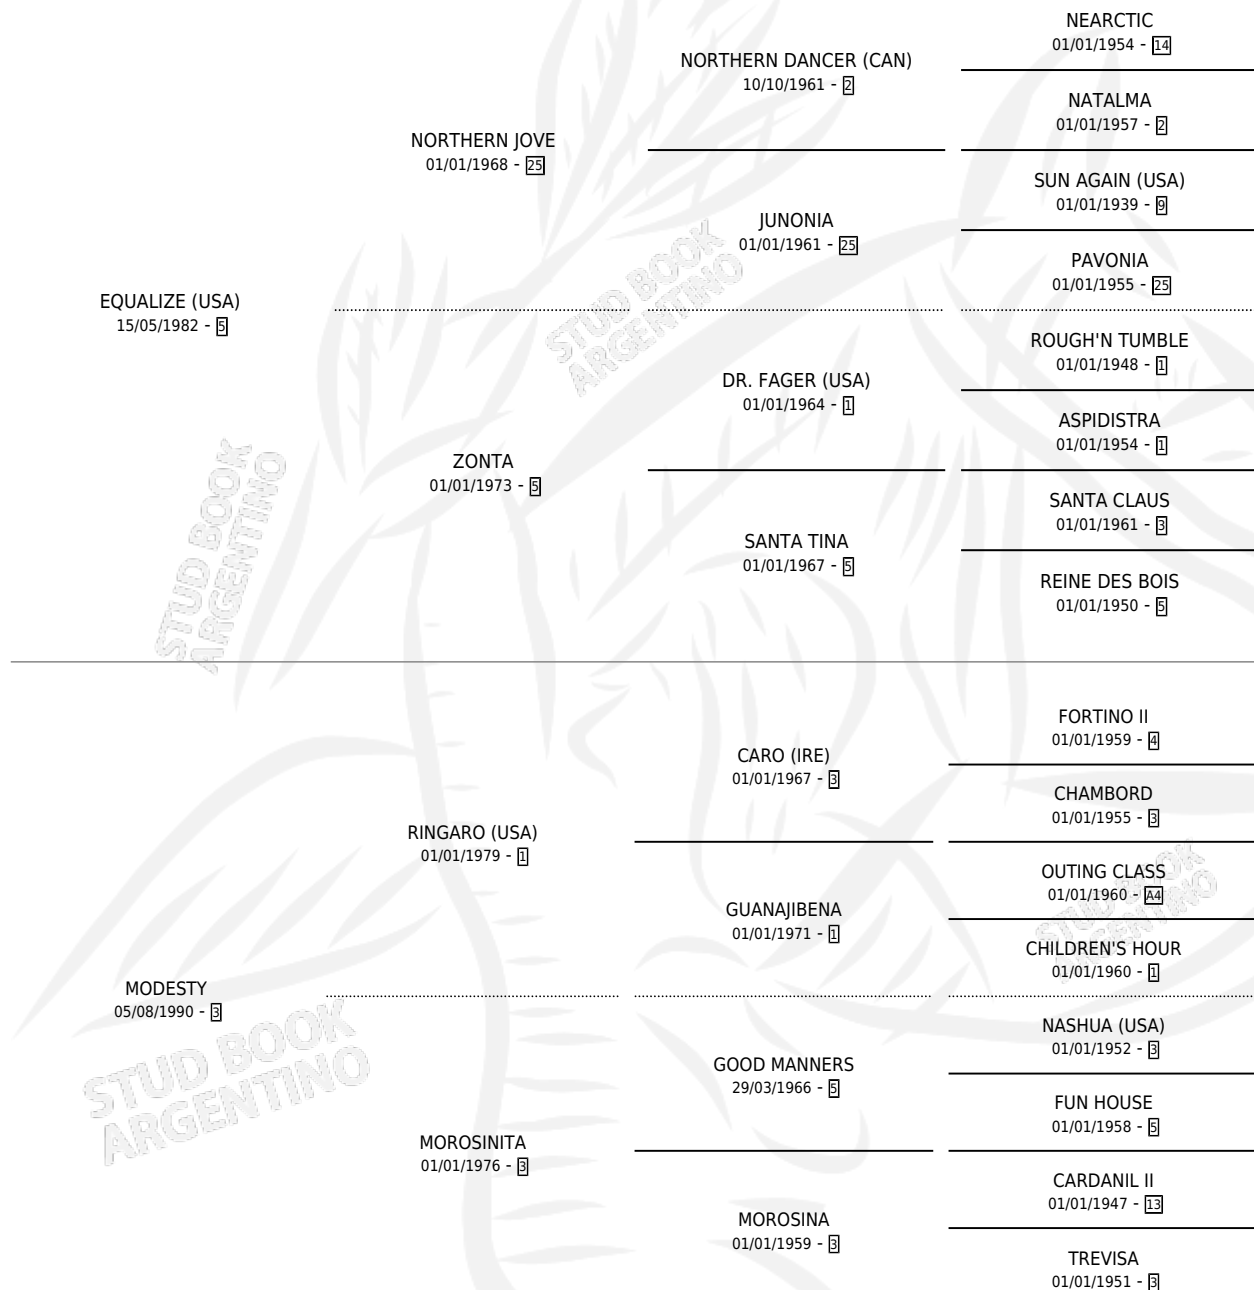 NEARCTIC
01/01/1954 - 14
NORTHERN DANCER (CAN)
10/10/1961 - 2
NATALMA
01/01/1957 - 2
NORTHERN JOVE
01/01/1968 - 25
SUN AGAIN (USA)
01/01/1939 - 9
JUNONIA
01/01/1961 - 25
PAVONIA
01/01/1955 - 25
EQUALIZE (USA)
15/05/1982 - 5
ROUGH'N TUMBLE
01/01/1948 - 1
DR. FAGER (USA)
01/01/1964 - 1
ASPIDISTRA
01/01/1954 - 1
ZONTA
01/01/1973 - 5
SANTA CLAUS
01/01/1961 - 3
SANTA TINA
01/01/1967 - 5
REINE DES BOIS
01/01/1950 - 5
FORTINO II
01/01/1959 - 4
CARO (IRE)
01/01/1967 - 3
CHAMBORD
01/01/1955 - 3
RINGARO (USA)
01/01/1979 - 1
OUTING CLASS
01/01/1960 - A4
GUANAJIBENA
01/01/1971 - 1
CHILDREN'S HOUR
01/01/1960 - 1
MODESTY
05/08/1990 - 3
NASHUA (USA)
01/01/1952 - 3
GOOD MANNERS
29/03/1966 - 5
FUN HOUSE
01/01/1958 - 5
MOROSINITA
01/01/1976 - 3
CARDANIL II
01/01/1947 - 13
MOROSINA
01/01/1959 - 3
TREVISA
01/01/1951 - 3
STUD BOOK
ARGENTINO
STUD BOOK
ARGENTINO
STUD BOOK
ARGENTINO
STUD BOOK
ARGENTINO